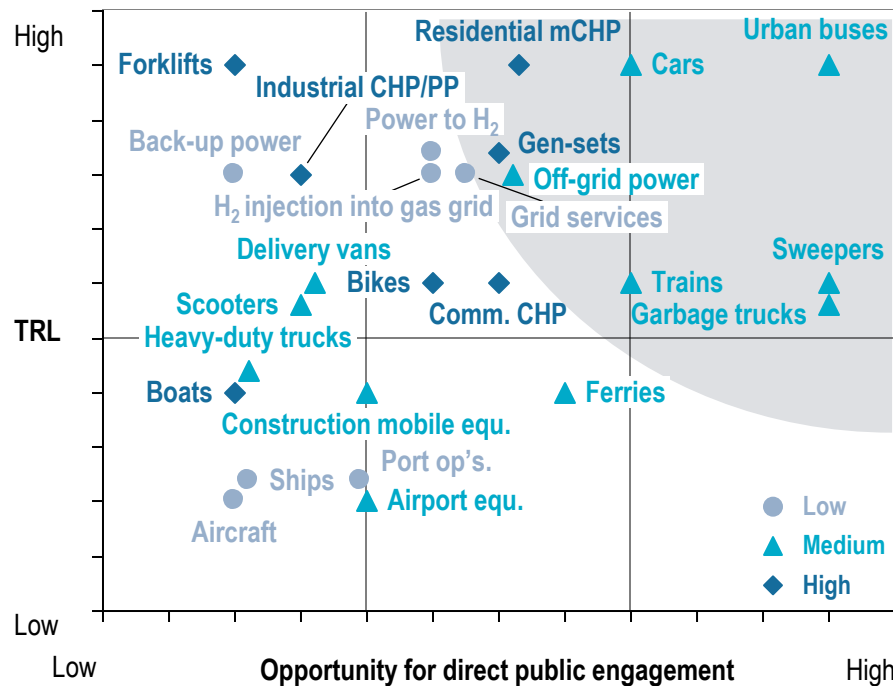 High
Residential mCHP
Urban buses
Forklifts
Cars
Industrial CHP/PP
Power to H₂
Back-up power
Gen-sets
Off-grid power
H₂ injection into gas grid
Grid services
Delivery vans
Sweepers
Bikes
Trains
Scooters
Comm. CHP
Garbage trucks
TRL
Heavy-duty trucks
Boats
Ferries
Construction mobile equ.
Port op's.
Ships
Airport equ.
Aircraft
Low
Medium
High
Low
Low
Opportunity for direct public engagement
High